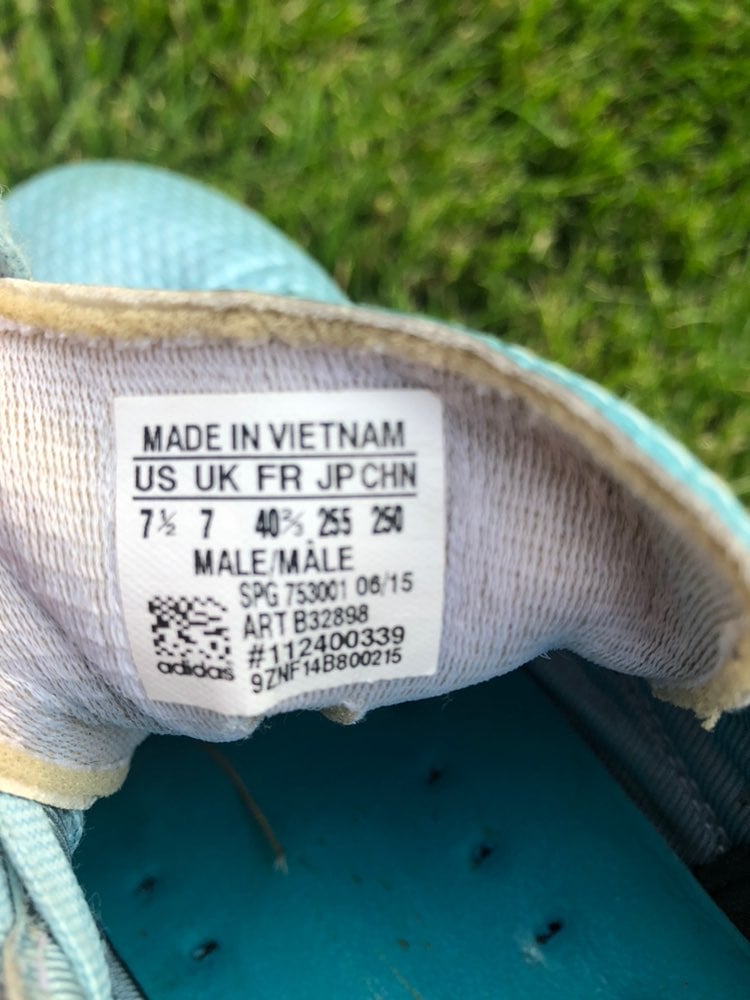 MADE IN VIETNAM
US UK FR JP CHN
7½ 7 40⅔ 255 250
MALE/MÂLE
SPG 753001 06/15
ART B32898
#112400339
9ZNF14B800215
adidas